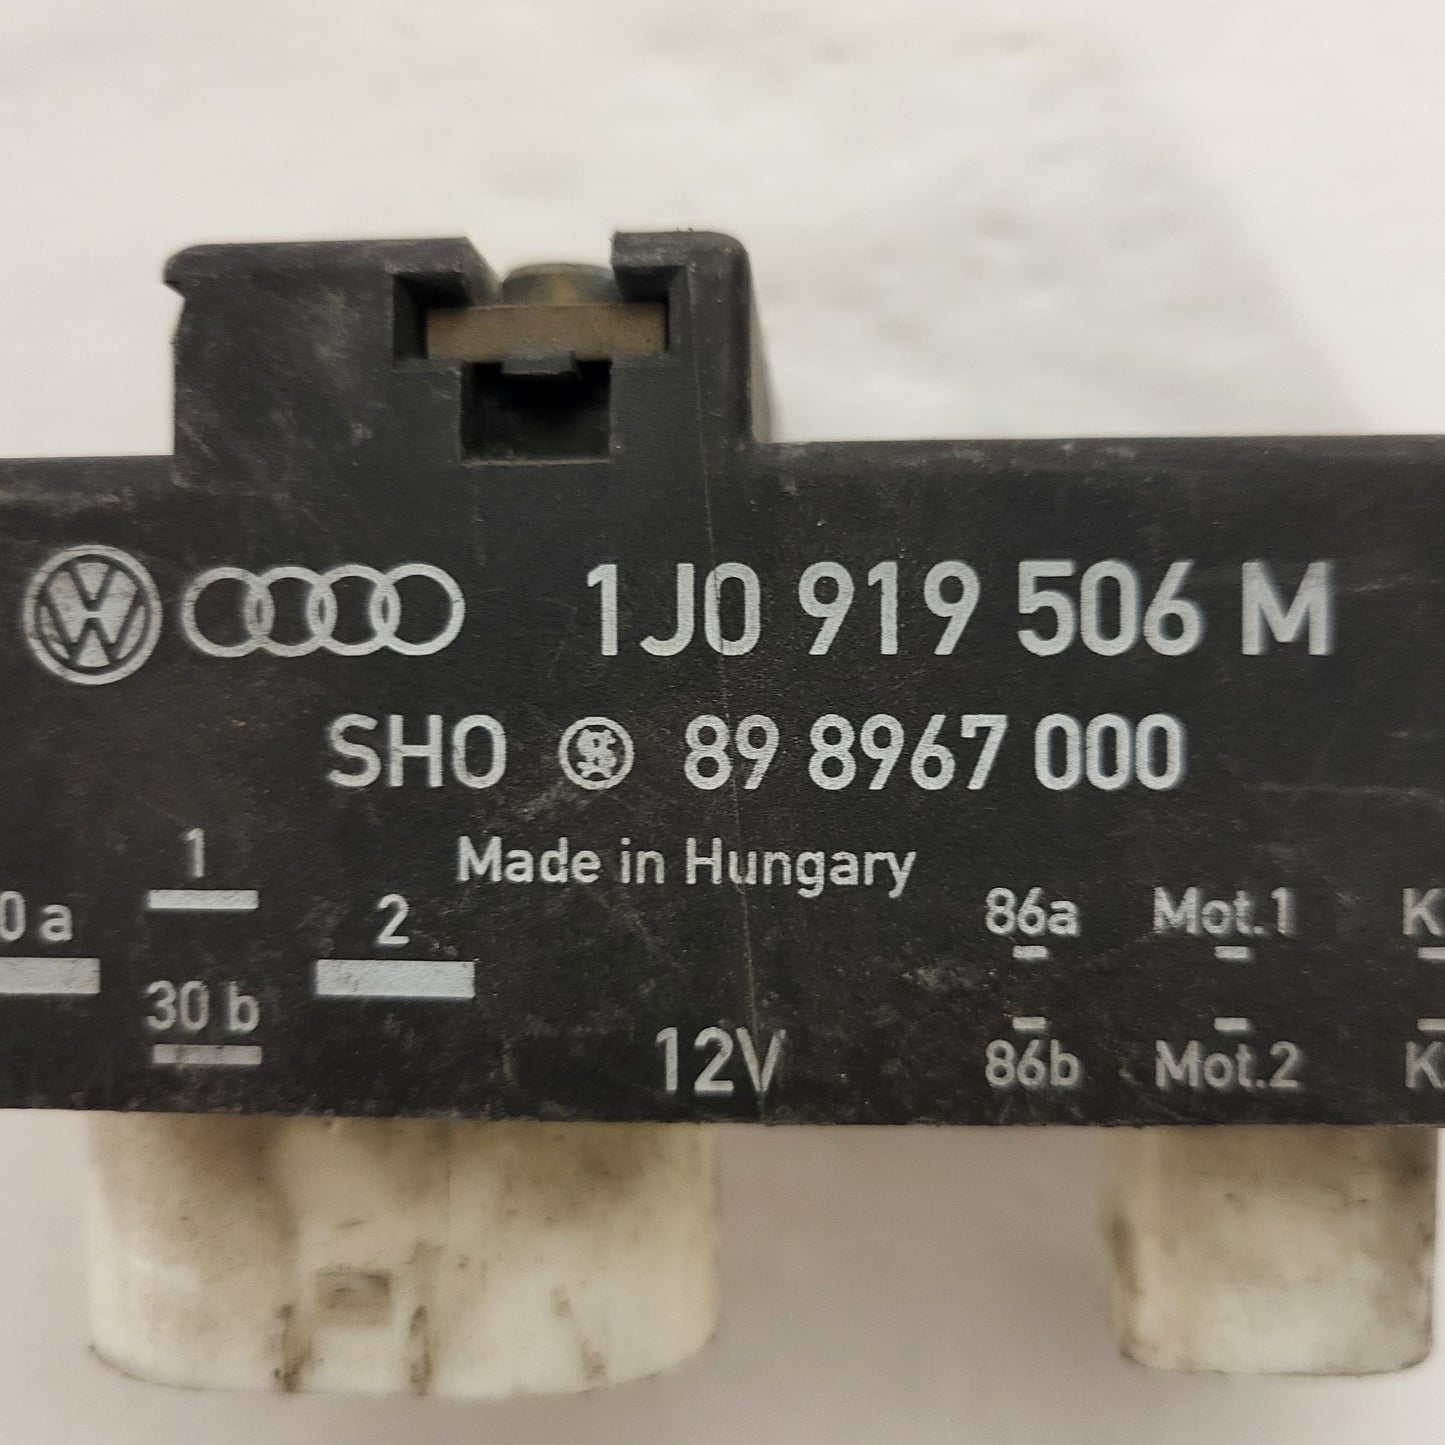 1J0 919 506 M
SHO 89 8967 000
Made in Hungary
1
2
0 a
30 b
12V
86a Mot.1 K
86b Mot.2 K